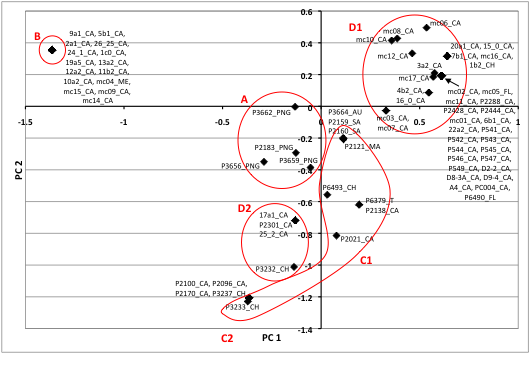 B
9a1_CA, 5b1_CA,
2a1_CA, 26_25_CA,
24_1_CA, 1c0_CA,
19a5_CA, 13a2_CA,
12a2_CA, 11b2_CA,
10a2_CA, mc04_ME,
mc15_CA, mc09_CA,
mc14_CA
D1
mc06_CA
mc08_CA
mc10_CA
mc12_CA
20a1_CA, 15_0_CA,
7b1_CA, mc16_CA,
1b2_CH
3a2_CA
mc17_CA
4b2_CA,
16_0_CA
mc03_CA,
mc07_CA
mc02_CA, mc05_FL,
mc11_CA, P2288_CA,
P2428_CA, P2444_CA,
mc01_CA, 6b1_CA,
22a2_CA, P541_CA,
P542_CA, P543_CA,
P544_CA, P545_CA,
P546_CA, P547_CA,
P549_CA, D2-2_CA,
D8-3A_CA, D9-4_CA,
A4_CA, PC004_CA,
P6490_FL
A
P3662_PNG
P2183_PNG
P3656_PNG
P3659_PNG
P3664_AU
P2159_SA
P2160_SA
P2121_MA
P6493_CH
P6379_T
P2138_CA
P2021_CA
C1
D2
17a1_CA
P2301_CA
25_2_CA
P3232_CH
P2100_CA, P2096_CA,
P2170_CA, P3237_CH
P3233_CH
C2
PC 1
PC 2
0.6
0.4
0.2
0
-0.2
-0.4
-0.6
-0.8
-1
-1.2
-1.4
-1.5
-1
-0.5
0.5
1